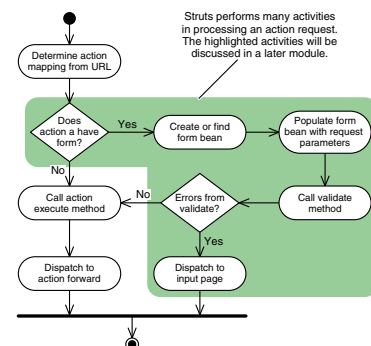 Struts performs many activities
in processing an action request.
The highlighted activities will be
discussed in a later module.
Determine action
mapping from URL
Does
action a have
form?
Yes
Create or find
form bean
Populate form
bean with request
parameters
No
Call action
execute method
No
Errors from
validate?
Call validate
method
Yes
Dispatch to
action forward
Dispatch to
input page